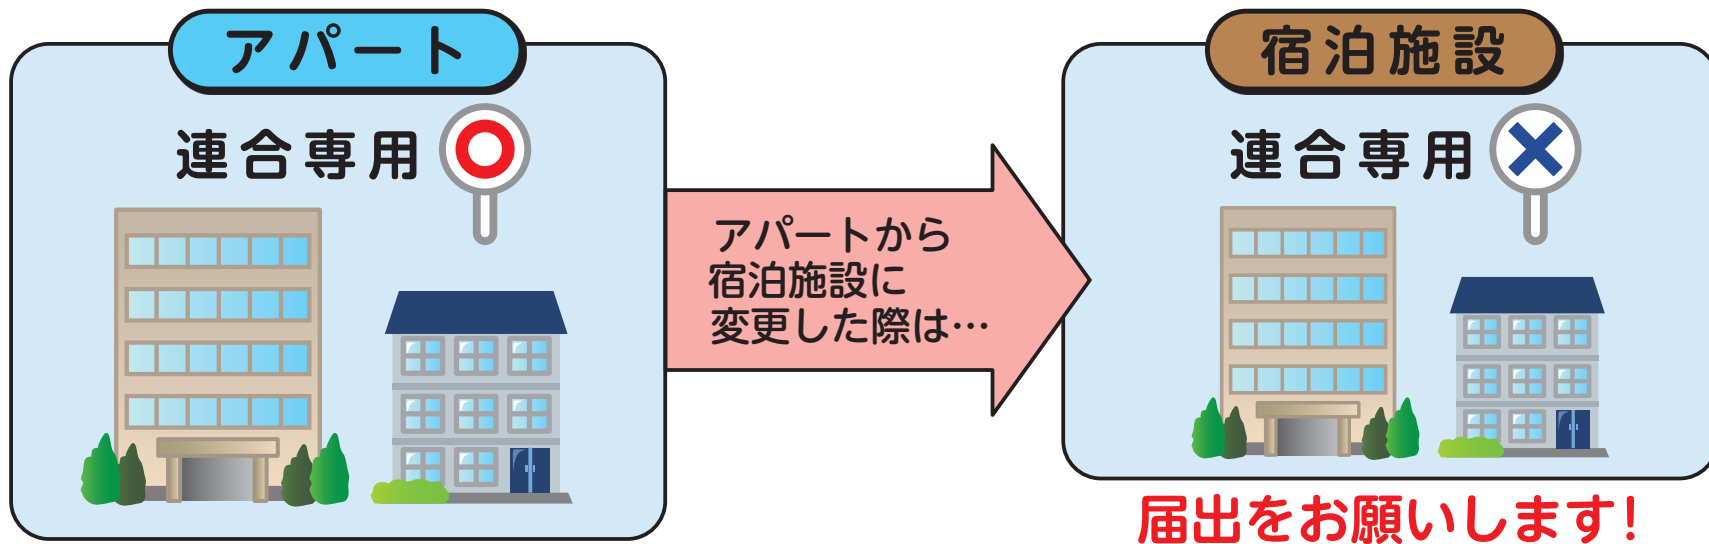 アパート
連合専用
アパートから
宿泊施設に
変更した際は…
宿泊施設
連合専用
届出をお願いします!